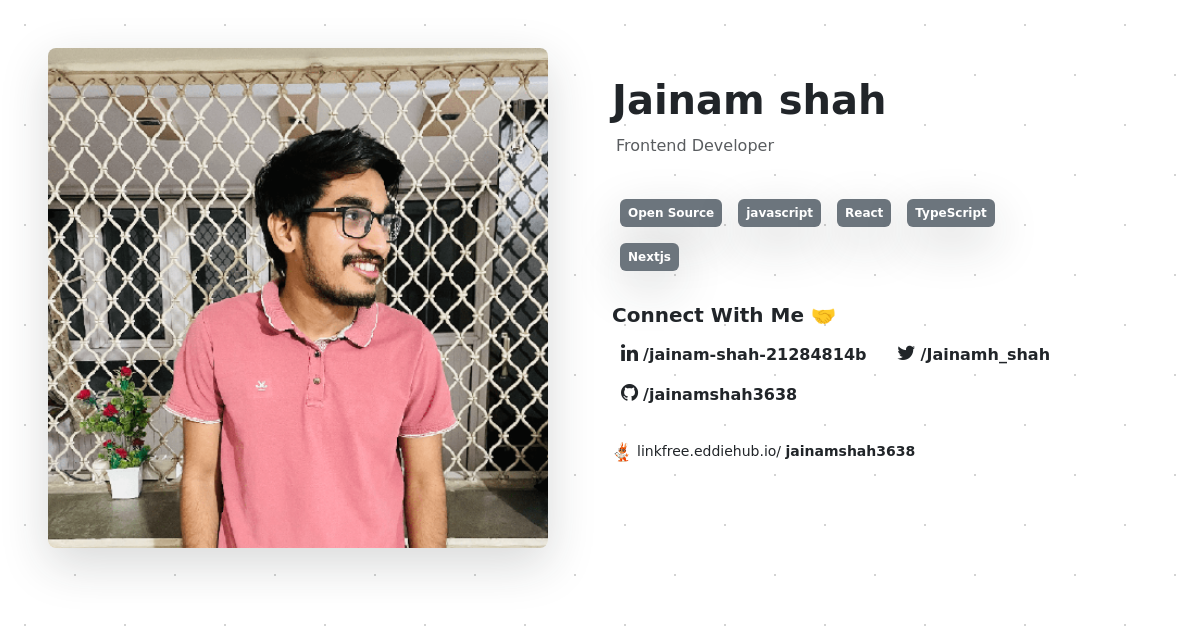 Jainam shah
Frontend Developer
Open Source javascript React TypeScript
Nextjs
Connect With Me 🤝
/jainam-shah-21284814b /Jainamh_shah
/jainamshah3638
linkfree.eddiehub.io/ jainamshah3638